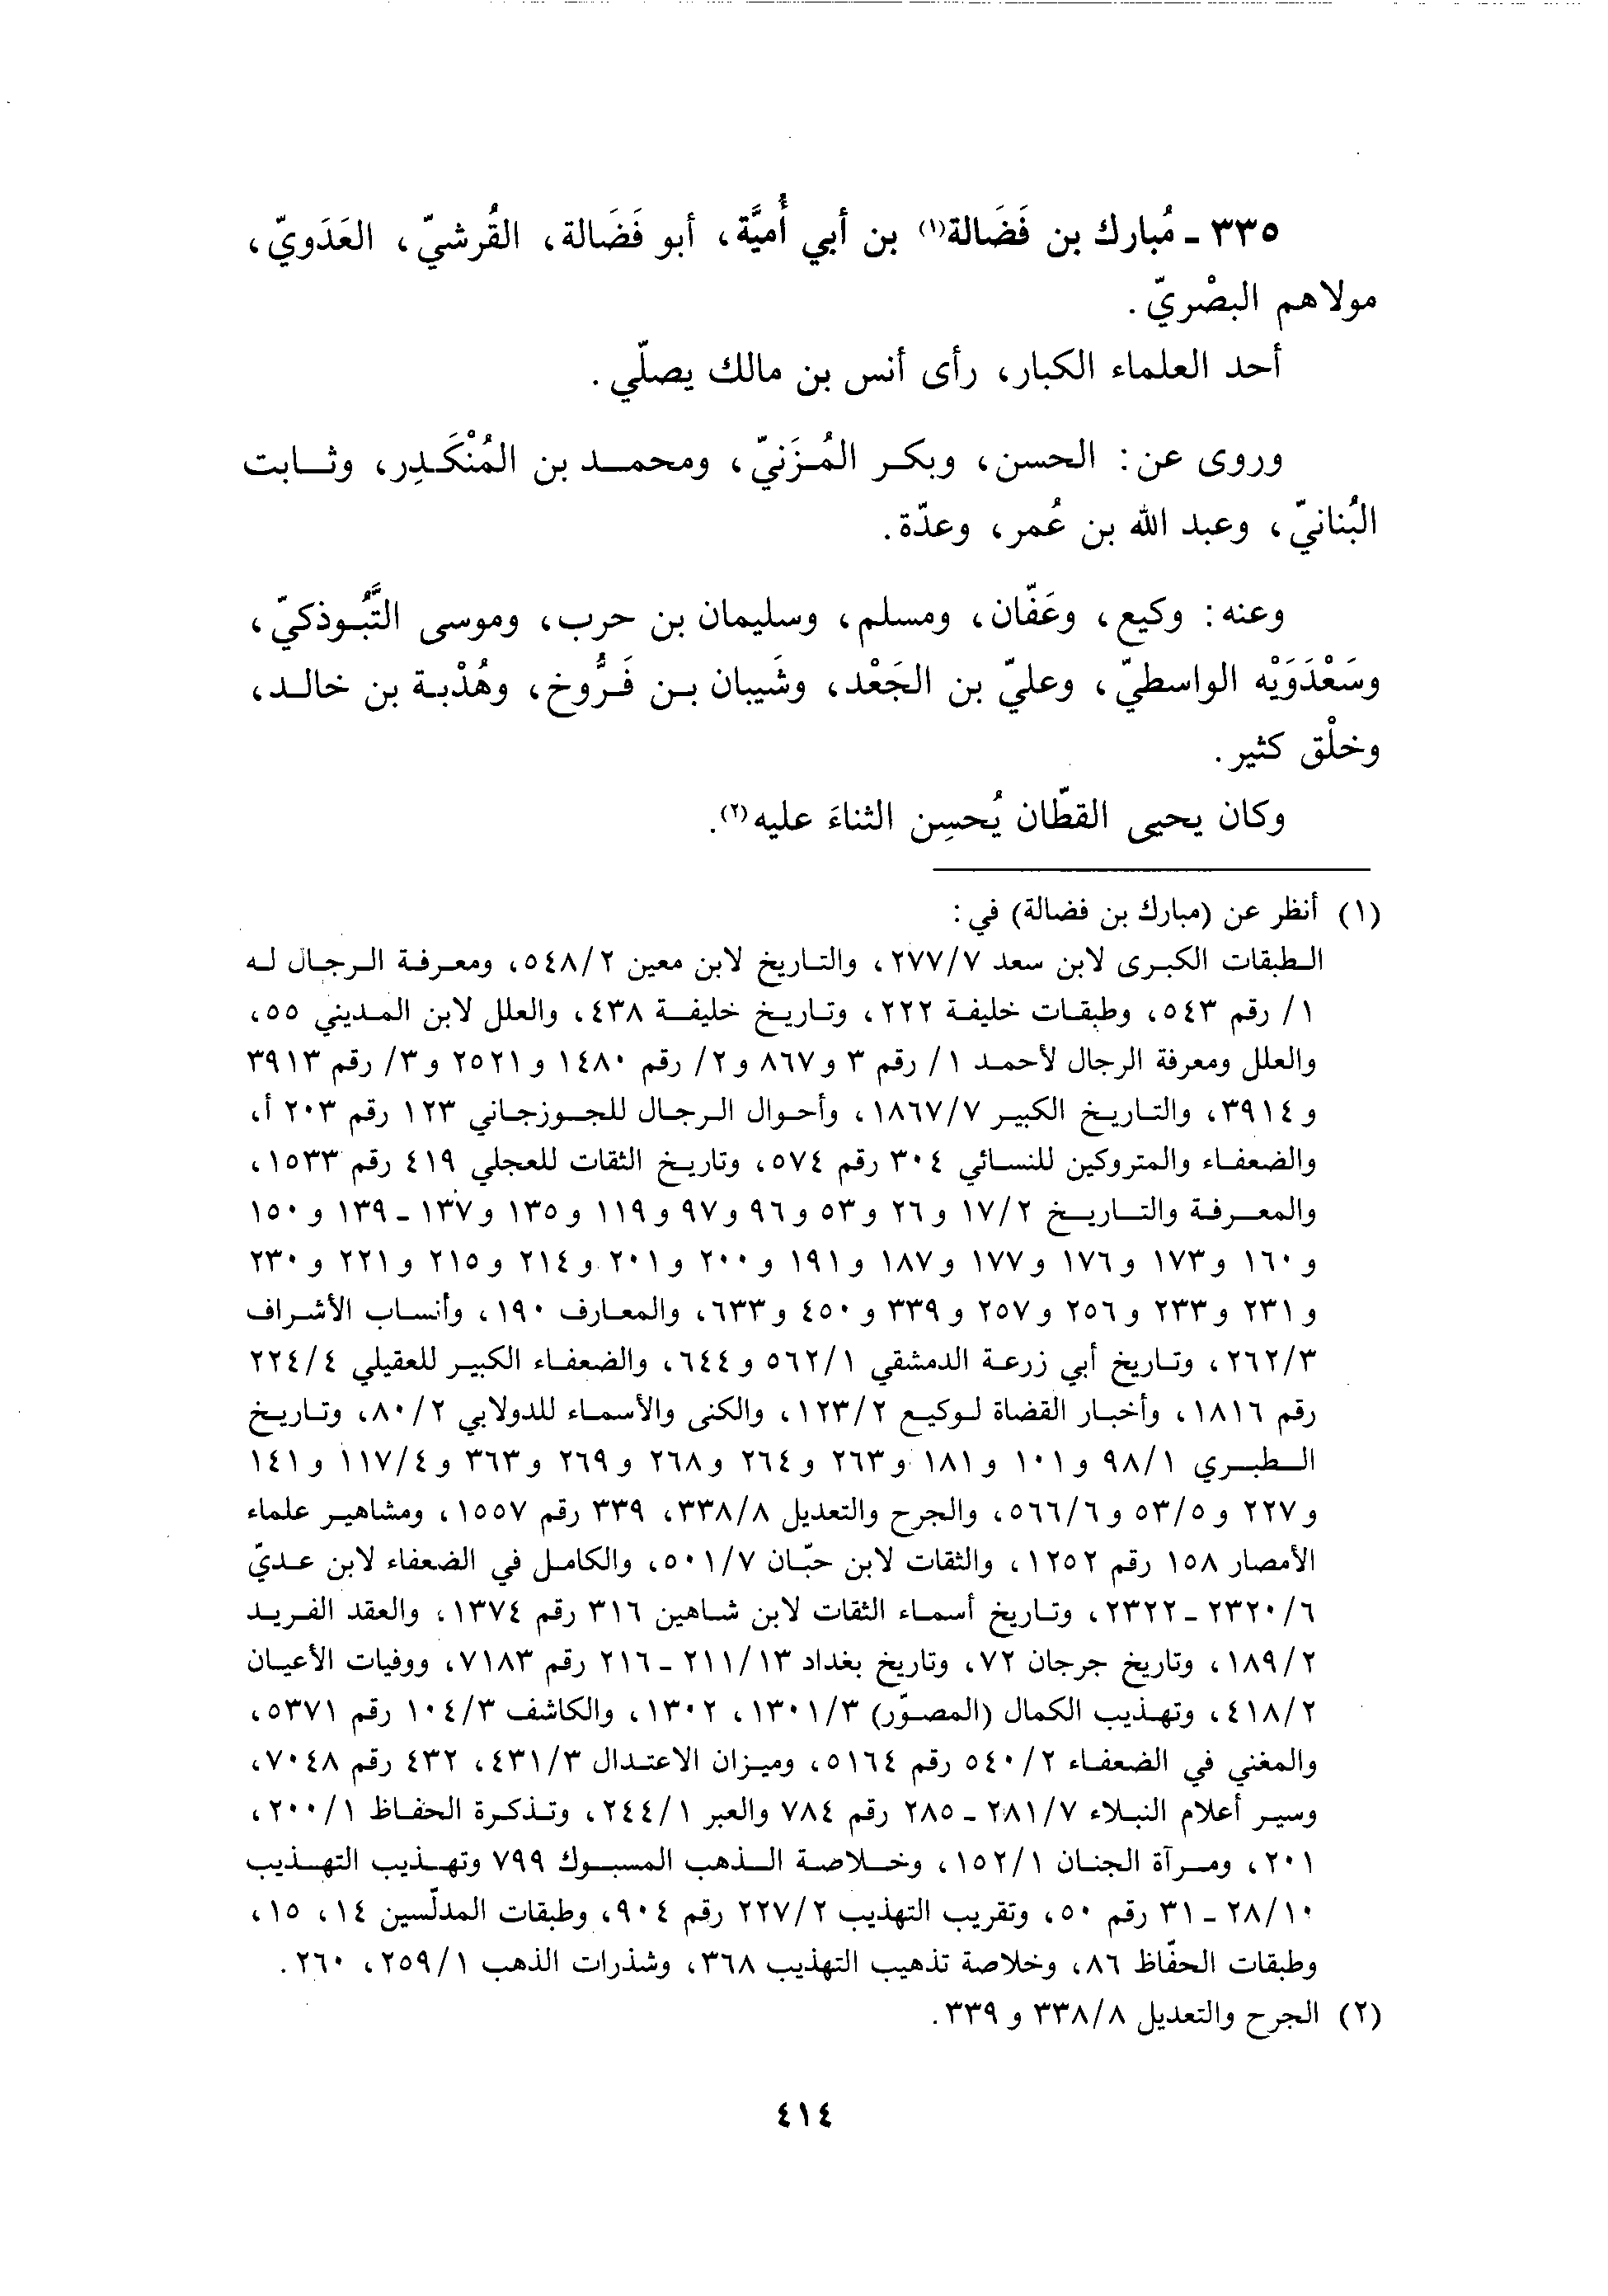 ٣٣٥ ـ مُبارك بن فَضَالة(١) بن أبي أُميَّة، أبو فَضَالة، القُرشيّ، العَدَويّ،
مولاهم البصْريّ.
أحد العلماء الكبار، رأى أنس بن مالك يصلّي.
وروى عن: الحسن، وبكر المُزَنيّ، ومحمد بن المُنْكَدِر، وثابت
البُنانيّ، وعبد الله بن عُمر، وعدّة.
وعنه: وكيع، وعَفّان، ومسلم، وسليمان بن حرب، وموسى التَّبُوذكيّ،
وسَعْدَوَيْه الواسطيّ، وعليّ بن الجَعْد، وشَيبان بن فَرُّوخ، وهُدْبة بن خالد،
وخلْق كثير.
وكان يحيى القطّان يُحسِن الثناءَ عليه(٢).
(١) أنظر عن (مبارك بن فضالة) في:
الطبقات الكبرى لابن سعد ٢٧٧/٧، والتاريخ لابن معين ٥٤٨/٢، ومعرفة الرجال له
١/ رقم ٥٤٣، وطبقات خليفة ٢٢٢، وتاريخ خليفة ٤٣٨، والعلل لابن المديني ٥٥،
والعلل ومعرفة الرجال لأحمد ١/ رقم ٣ و٨٦٧ و٢/ رقم ١٤٨٠ و٢٥٢١ و٣/ رقم ٣٩١٣
و٣٩١٤، والتاريخ الكبير ١٨٦٧/٧، وأحوال الرجال للجوزجاني ١٢٣ رقم ٢٠٣ أ،
والضعفاء والمتروكين للنسائي ٣٠٤ رقم ٥٧٤، وتاريخ الثقات للعجلي ٤١٩ رقم ١٥٣٣،
والمعرفة والتاريخ ١٧/٢ و٢٦ و٥٣ و٩٦ و٩٧ و١١٩ و١٣٥ و١٣٧ ـ ١٣٩ و١٥٠
و١٦٠ و١٧٣ و١٧٦ و١٧٧ و١٨٧ و١٩١ و٢٠٠ و٢٠١ و٢١٤ و٢١٥ و٢٢١ و٢٣٠
و٢٣١ و٢٣٣ و٢٥٦ و٢٥٧ و٣٣٩ و٤٥٠ و٦٣٣، والمعارف ١٩٠، وأنساب الأشراف
٢٦٢/٣، وتاريخ أبي زرعة الدمشقي ٥٦٢/١ و٦٤٤، والضعفاء الكبير للعقيلي ٢٢٤/٤
رقم ١٨١٦، وأخبار القضاة لوكيع ١٢٣/٢، والكنى والأسماء للدولابي ٨٠/٢، وتاريخ
الطبري ٩٨/١ و١٠١ و١٨١ و٢٦٣ و٢٦٤ و٢٦٨ و٢٦٩ و٣٦٣ و١١٧/٤ و١٤١
و٢٢٧ و٥٣/٥ و٥٦٦/٦، والجرح والتعديل ٣٣٨/٨، ٣٣٩ رقم ١٥٥٧، ومشاهير علماء
الأمصار ١٥٨ رقم ١٢٥٢، والثقات لابن حبّان ٥٠١/٧، والكامل في الضعفاء لابن عديّ
٢٣٢٠/٦ ـ ٢٣٢٢، وتاريخ أسماء الثقات لابن شاهين ٣١٦ رقم ١٣٧٤، والعقد الفريد
١٨٩/٢، وتاريخ جرجان ٧٢، وتاريخ بغداد ٢١١/١٣ ـ ٢١٦ رقم ٧١٨٣، ووفيات الأعيان
٤١٨/٢، وتهذيب الكمال (المصوّر) ١٣٠١/٣، ١٣٠٢، والكاشف ١٠٤/٣ رقم ٥٣٧١،
والمغني في الضعفاء ٥٤٠/٢ رقم ٥١٦٤، وميزان الاعتدال ٤٣١/٣، ٤٣٢ رقم ٧٠٤٨،
وسير أعلام النبلاء ٢٨١/٧ ـ ٢٨٥ رقم ٧٨٤ والعبر ٢٤٤/١، وتذكرة الحفاظ ٢٠٠/١،
٢٠١، ومرآة الجنان ١٥٢/١، وخلاصة الذهب المسبوك ٧٩٩ وتهذيب التهذيب
٢٨/١٠ ـ ٣١ رقم ٥٠، وتقريب التهذيب ٢٢٧/٢ رقم ٩٠٤، وطبقات المدلّسين ١٤، ١٥،
وطبقات الحفّاظ ٨٦، وخلاصة تذهيب التهذيب ٣٦٨، وشذرات الذهب ٢٥٩/١، ٢٦٠.
(٢) الجرح والتعديل ٣٣٨/٨ و٣٣٩.
٤١٤